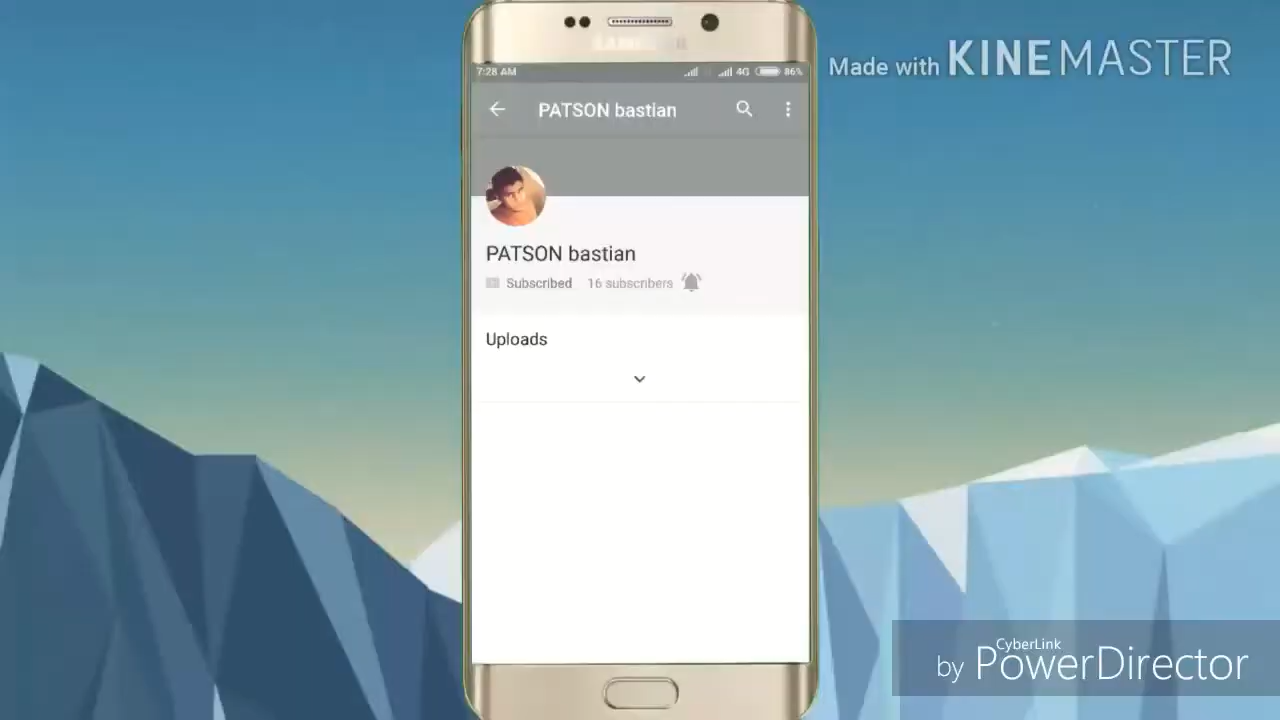 Made with KINEMASTER
SAMSUNG
7:28 AM
4G
86%
PATSON bastian
PATSON bastian
Subscribed
16 subscribers
Uploads
CyberLink
by PowerDirector